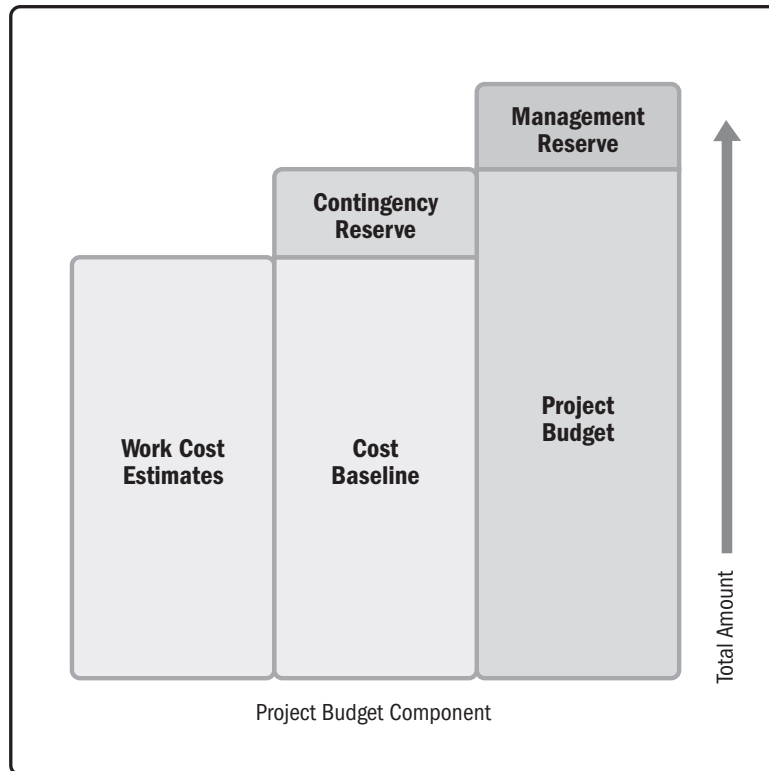 Management
Reserve
Contingency
Reserve
Work Cost
Estimates
Cost
Baseline
Project
Budget
Total Amount
Project Budget Component